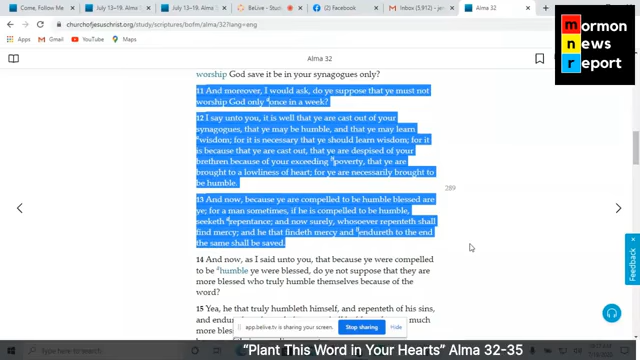 Come, Follow Me
July 13–19. Alm
July 13–19. Alma
BeLive
(2) Facebook
Inbox (5,912)
Alma 32
churchofjesuschrist.org/study/scriptures/bofm/alma/32?lang=eng
Mormon
news
report
m
n
r
Alma 32
worship God save it be in your synagogues only?
11 And moreover, I would ask, do ye suppose that ye must not
worship God only a once in a week?
12 I say unto you, it is well that ye are cast out of your
synagogues, that ye may be humble, and that ye may learn
a wisdom; for it is necessary that ye should learn wisdom; for it
is because that ye are cast out, that ye are despised of your
brethren because of your exceeding b poverty, that ye are
brought to a lowliness of heart; for ye are necessarily brought to
be humble.
289
13 And now, because ye are compelled to be humble blessed are
ye; for a man sometimes, if he is compelled to be humble,
seeketh a repentance; and now surely, whosoever repenteth shall
find mercy; and he that findeth mercy and b endureth to the end
the same shall be saved.
14 And now, as I said unto you, that because ye were compelled
to be a humble ye were blessed, do ye not suppose that they are
more blessed who truly humble themselves because of the
word?
15 Yea, he that truly humbleth himself, and repenteth of his sins,
and endur
much
more bles
app.belive.tv is sharing your screen.
Stop sharing
Hide
Type here to search
"Plant This Word in Your Hearts" Alma 32-35